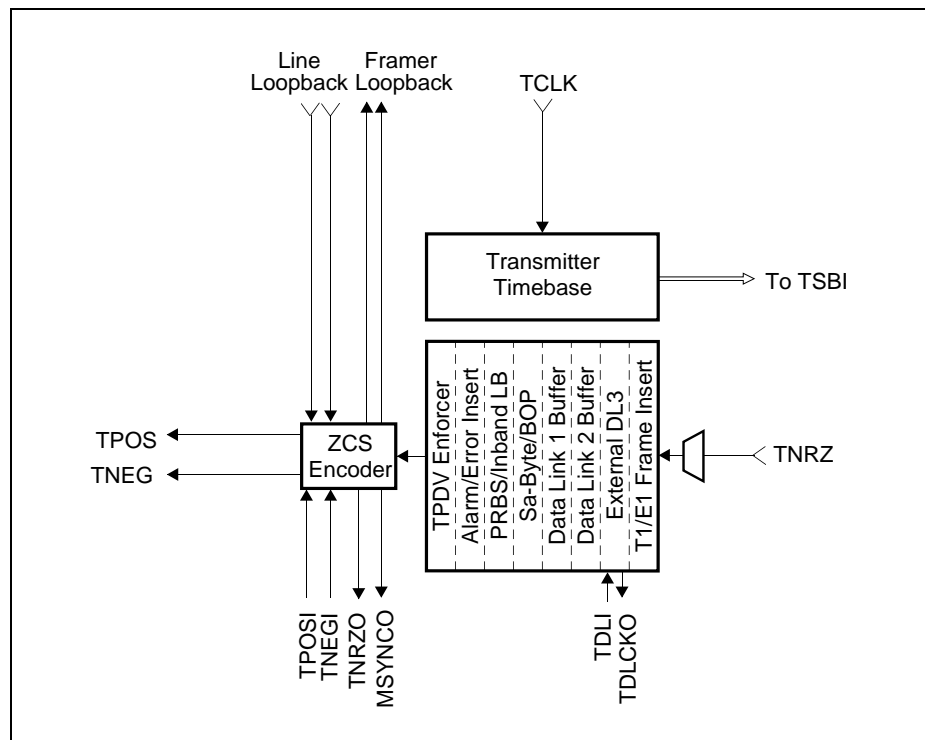 Line
Loopback
Framer
Loopback
TCLK
Transmitter
Timebase
To TSBI
TPOS
TNEG
ZCS
Encoder
TPDV Enforcer
Alarm/Error Insert
PRBS/Inband LB
Sa-Byte/BOP
Data Link 1 Buffer
Data Link 2 Buffer
External DL3
T1/E1 Frame Insert
TNRZ
TPOSI
TNEGI
TNRZO
MSYNCO
TDLI
TDLCKO